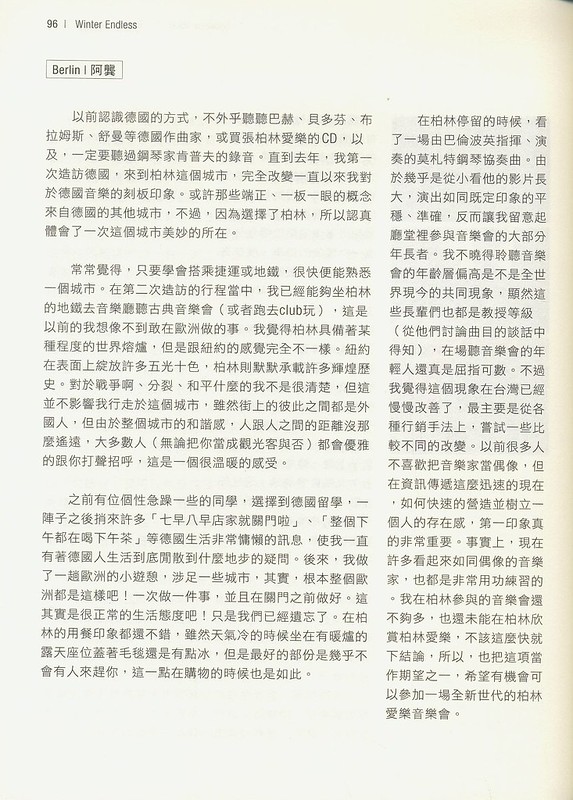 96 | Winter Endless
Berlin | 阿龔
以前認識德國的方式，不外乎聽聽巴赫、貝多芬、布
拉姆斯、舒曼等德國作曲家，或買張柏林愛樂的CD，以
及，一定要聽過鋼琴家肯普夫的錄音。直到去年，我第一
次造訪德國，來到柏林這個城市，完全改變一直以來我對
於德國音樂的刻板印象。或許那些端正、一板一眼的概念
來自德國的其他城市，不過，因為選擇了柏林，所以認真
體會了一次這個城市美妙的所在。
常常覺得，只要學會搭乘捷運或地鐵，很快便能熟悉
一個城市。在第二次造訪的行程當中，我已經能夠坐柏林
的地鐵去音樂廳聽古典音樂會（或者跑去club玩），這是
以前的我想像不到敢在歐洲做的事。我覺得柏林具備著某
種程度的世界熔爐，但是跟紐約的感覺完全不一樣。紐約
在表面上綻放許多五光十色，柏林則默默承載許多輝煌歷
史。對於戰爭啊、分裂、和平什麼的我不是很清楚，但這
並不影響我行走於這個城市，雖然街上的彼此之間都是外
國人，但由於整個城市的和諧感，人跟人之間的距離沒那
麼遙遠，大多數人（無論把你當成觀光客與否）都會優雅
的跟你打聲招呼，這是一個很溫暖的感受。
之前有位個性急躁一些的同學，選擇到德國留學，一
陣子之後捎來許多「七早八早店家就關門啦」、「整個下
午都在喝下午茶」等德國生活非常慵懶的訊息，使我一直
有著德國人生活到底閒散到什麼地步的疑問。後來，我做
了一趟歐洲的小遊憩，涉足一些城市，其實，根本整個歐
洲都是這樣吧！一次做一件事，並且在關門之前做好。這
其實是很正常的生活態度吧！只是我們已經遺忘了。在柏
林的用餐印象都還不錯，雖然天氣冷的時候坐在有暖爐的
露天座位蓋著毛毯還是有點冰，但是最好的部份是幾乎不
會有人來趕你，這一點在購物的時候也是如此。
在柏林停留的時候，看
了一場由巴倫波英指揮、演
奏的莫札特鋼琴協奏曲。由
於幾乎是從小看他的影片長
大，演出如同既定印象的平
穩、準確，反而讓我留意起
廳堂裡參與音樂會的大部分
年長者。我不曉得聆聽音樂
會的年齡層偏高是不是全世
界現今的共同現象，顯然這
些長輩們也都是教授等級
（從他們討論曲目的談話中
得知），在場聽音樂會的年
輕人還真是屈指可數。不過
我覺得這個現象在台灣已經
慢慢改善了，最主要是從各
種行銷手法上，嘗試一些比
較不同的改變。以前很多人
不喜歡把音樂家當偶像，但
在資訊傳遞這麼迅速的現在
，如何快速的營造並樹立一
個人的存在感，第一印象真
的非常重要。事實上，現在
許多看起來如同偶像的音樂
家，也都是非常用功練習的
。我在柏林參與的音樂會還
不夠多，也還未能在柏林欣
賞柏林愛樂，不該這麼快就
下結論，所以，也把這項當
作期望之一，希望有機會可
以參加一場全新世代的柏林
愛樂音樂會。